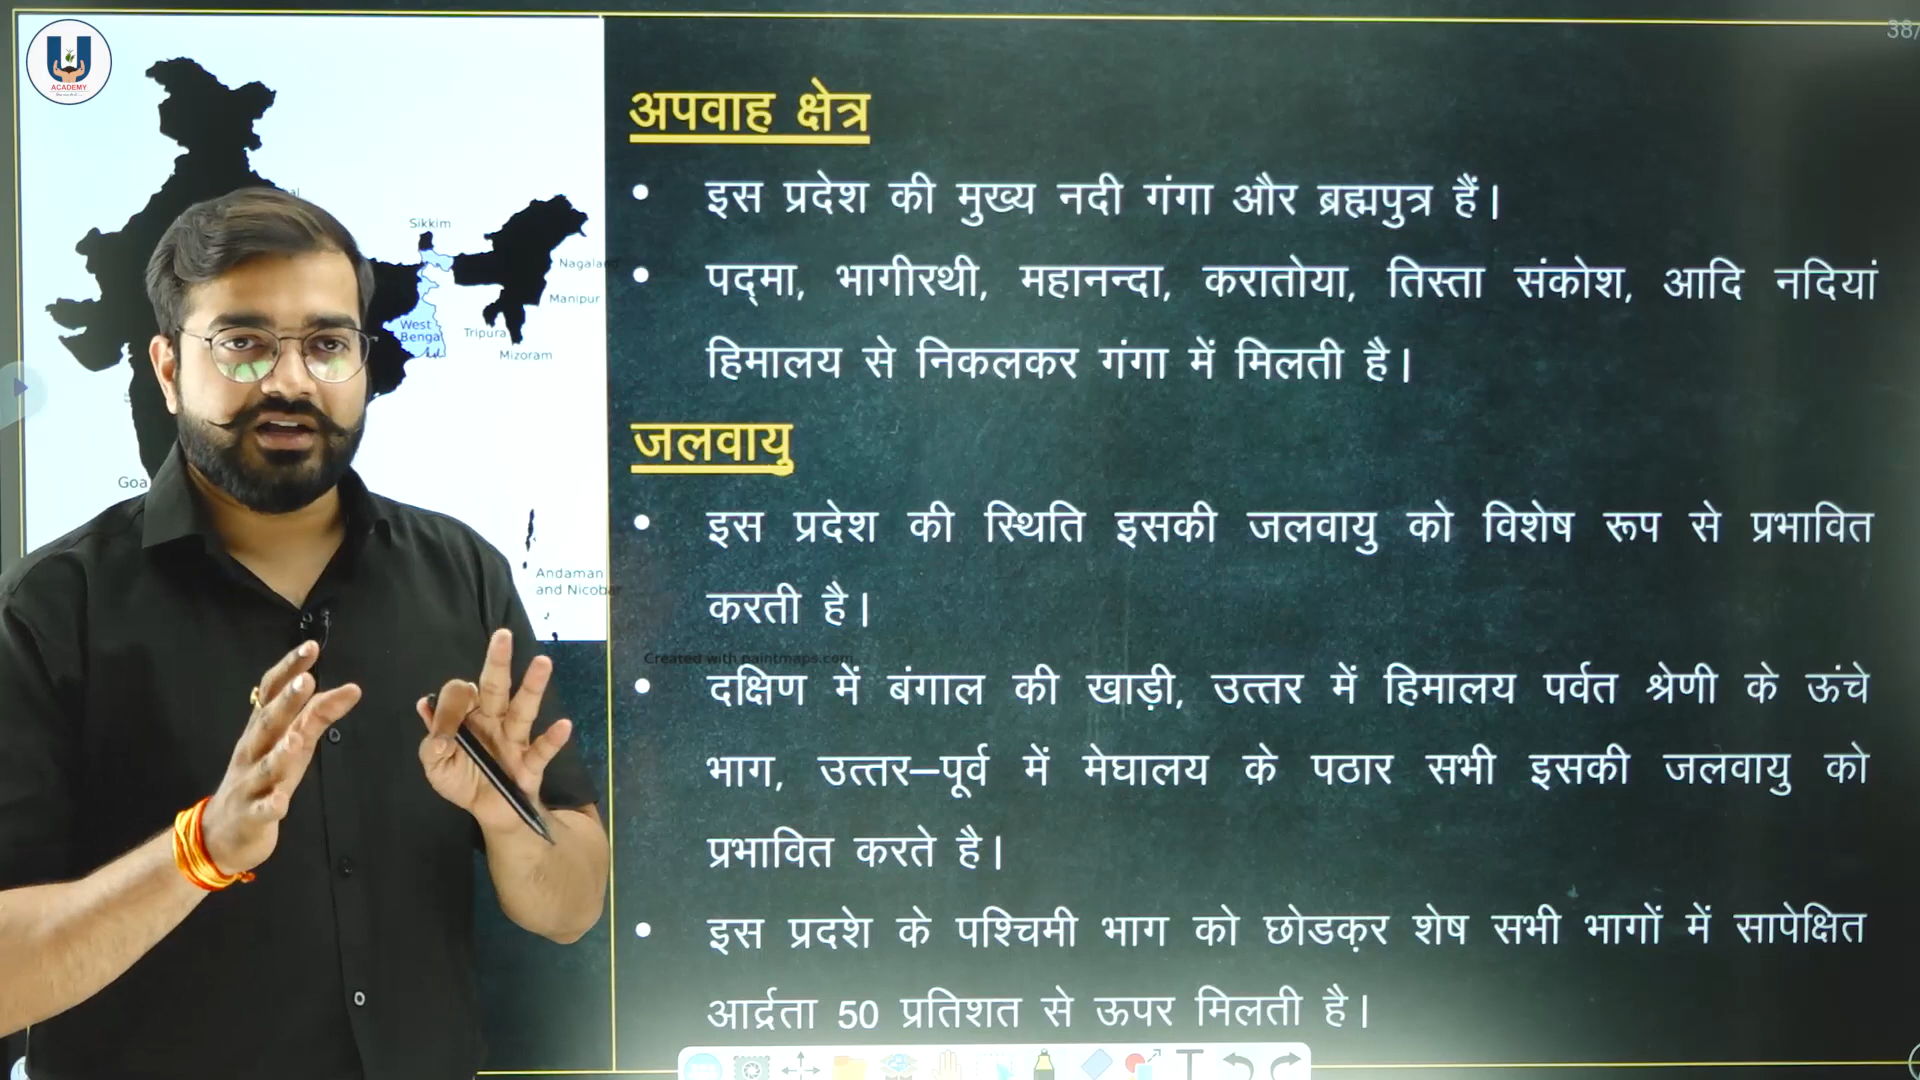 U
ACADEMY
38/
Sikkim
Nagalan
Manipur
West
Bengal
Tripura
Mizoram
Goa
Andaman
and Nicobar
Created with paintmaps.com
अपवाह क्षेत्र
• इस प्रदेश की मुख्य नदी गंगा और ब्रह्मपुत्र हैं।
• पद्मा, भागीरथी, महानन्दा, करातोया, तिस्ता संकोश, आदि नदियां
हिमालय से निकलकर गंगा में मिलती है।
जलवायु
• इस प्रदेश की स्थिति इसकी जलवायु को विशेष रूप से प्रभावित
करती है।
• दक्षिण में बंगाल की खाड़ी, उत्तर में हिमालय पर्वत श्रेणी के ऊंचे
भाग, उत्तर–पूर्व में मेघालय के पठार सभी इसकी जलवायु को
प्रभावित करते है।
• इस प्रदशे के पश्चिमी भाग को छोडक़र शेष सभी भागों में सापेक्षित
आर्द्रता 50 प्रतिशत से ऊपर मिलती है।